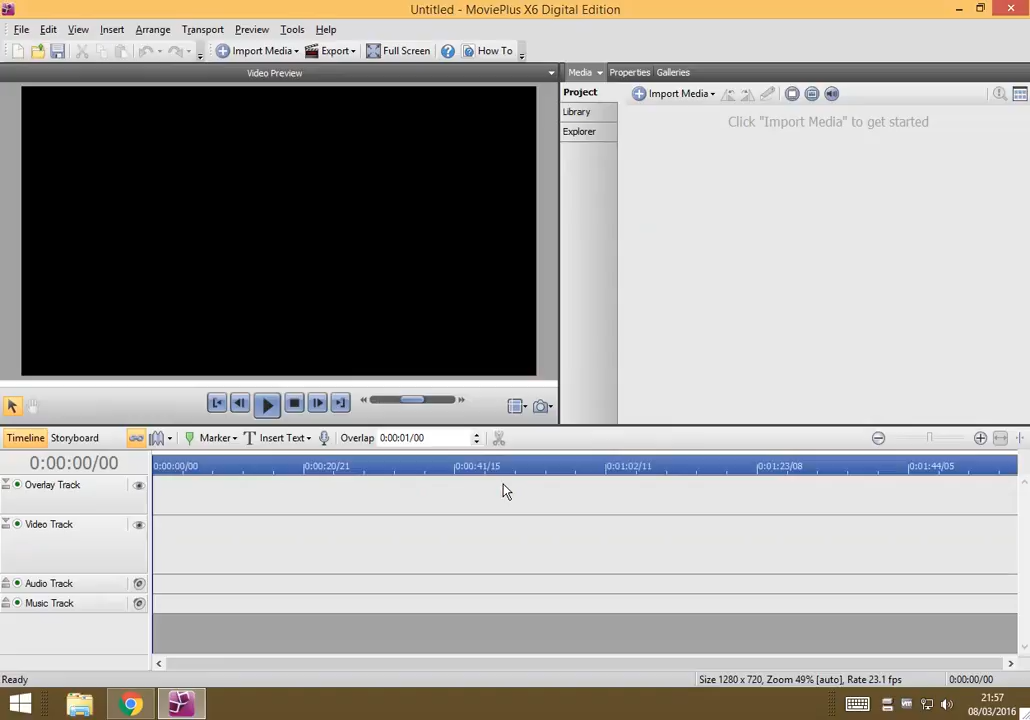 Untitled - MoviePlus X6 Digital Edition
File Edit View Insert Arrange Transport Preview Tools Help
Import Media Export Full Screen How To
Video Preview
Media Properties Galleries
Project
Import Media
Library
Click "Import Media" to get started
Explorer
Timeline Storyboard Marker Insert Text Overlap 0:00:01/00
0:00:00/00
0:00:00/00 0:00:20/21 0:00:41/15 0:01:02/11 0:01:23/08 0:01:44/05
Overlay Track
Video Track
Audio Track
Music Track
Ready
Size 1280 x 720, Zoom 49% [auto], Rate 23.1 fps
0:00:00/00
21:57
08/03/2016